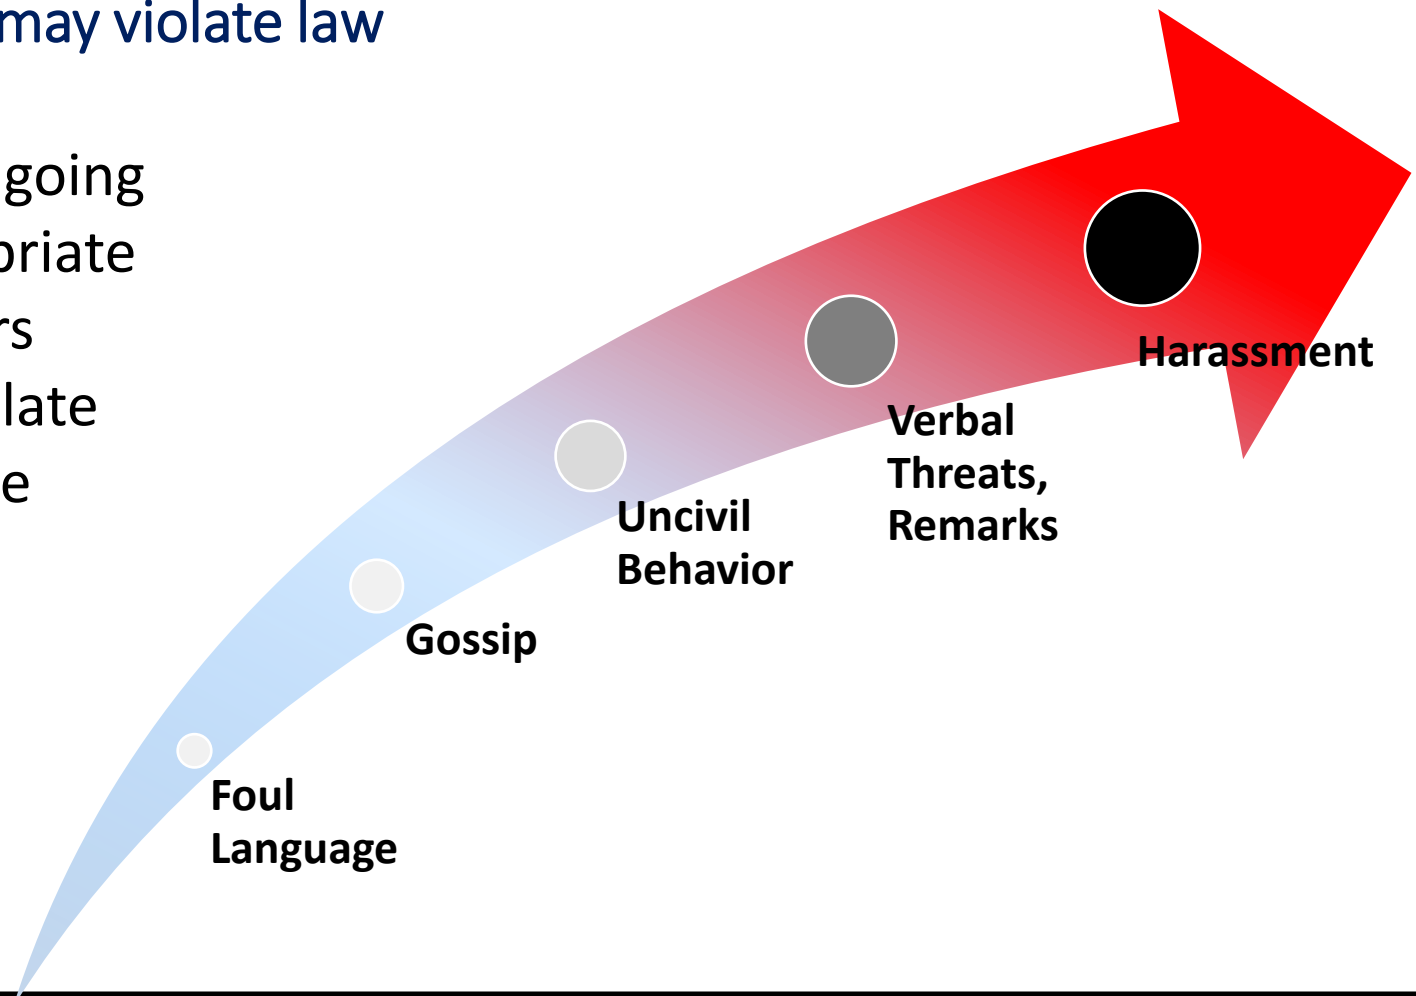 may violate law
going
priate
rs
late
e
Harassment
Verbal
Threats,
Remarks
Uncivil
Behavior
Gossip
Foul
Language